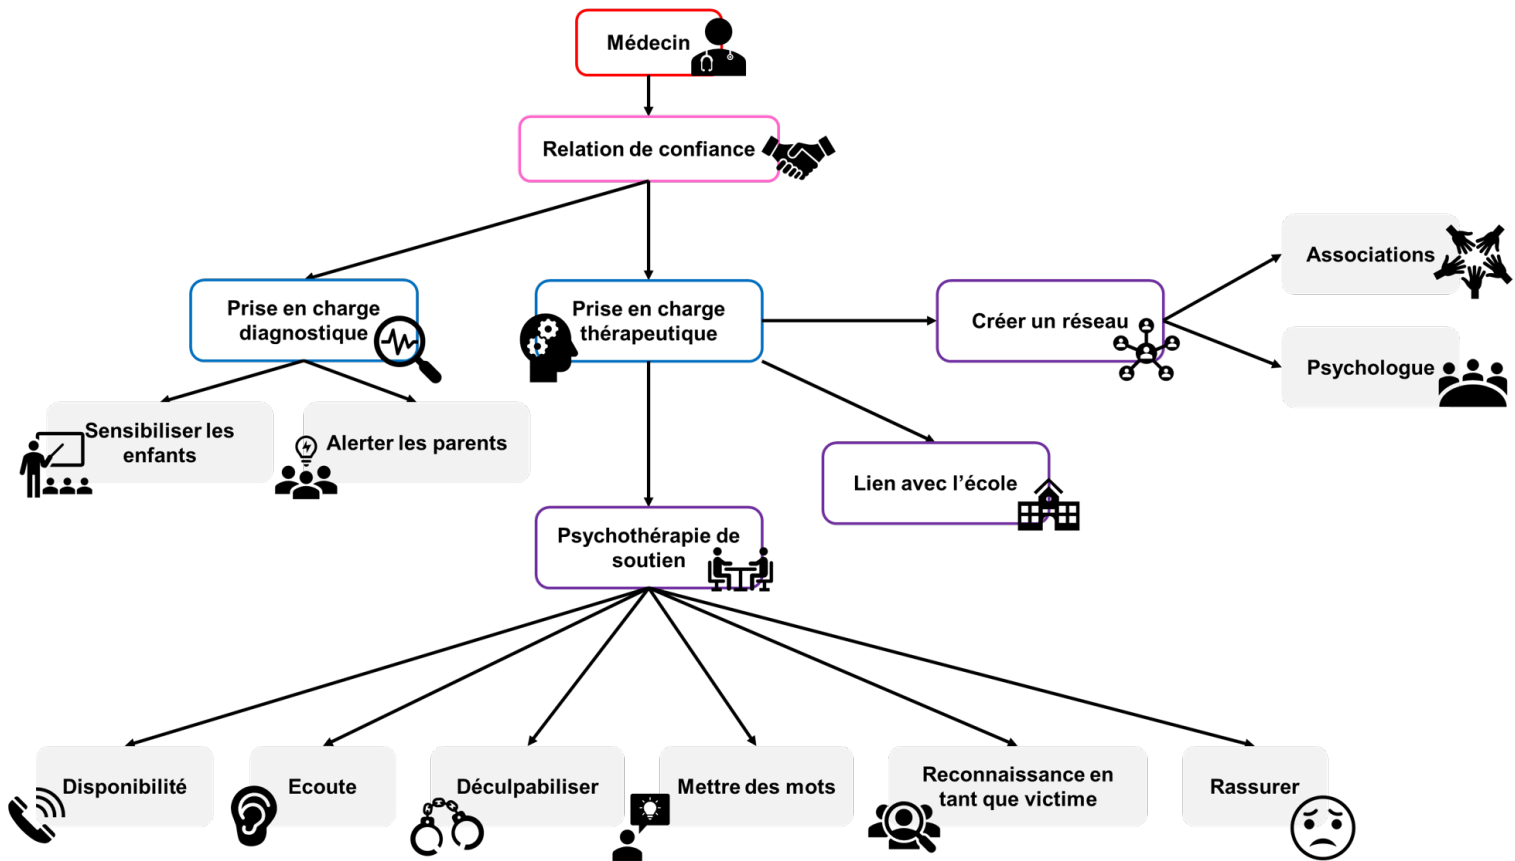 Médecin
Relation de confiance
Prise en charge
diagnostique
Prise en charge
thérapeutique
Créer un réseau
Associations
Psychologue
Sensibiliser les
enfants
Alerter les parents
Lien avec l'école
Psychothérapie de
soutien
Disponibilité
Ecoute
Déculpabiliser
Mettre des mots
Reconnaissance en
tant que victime
Rassurer